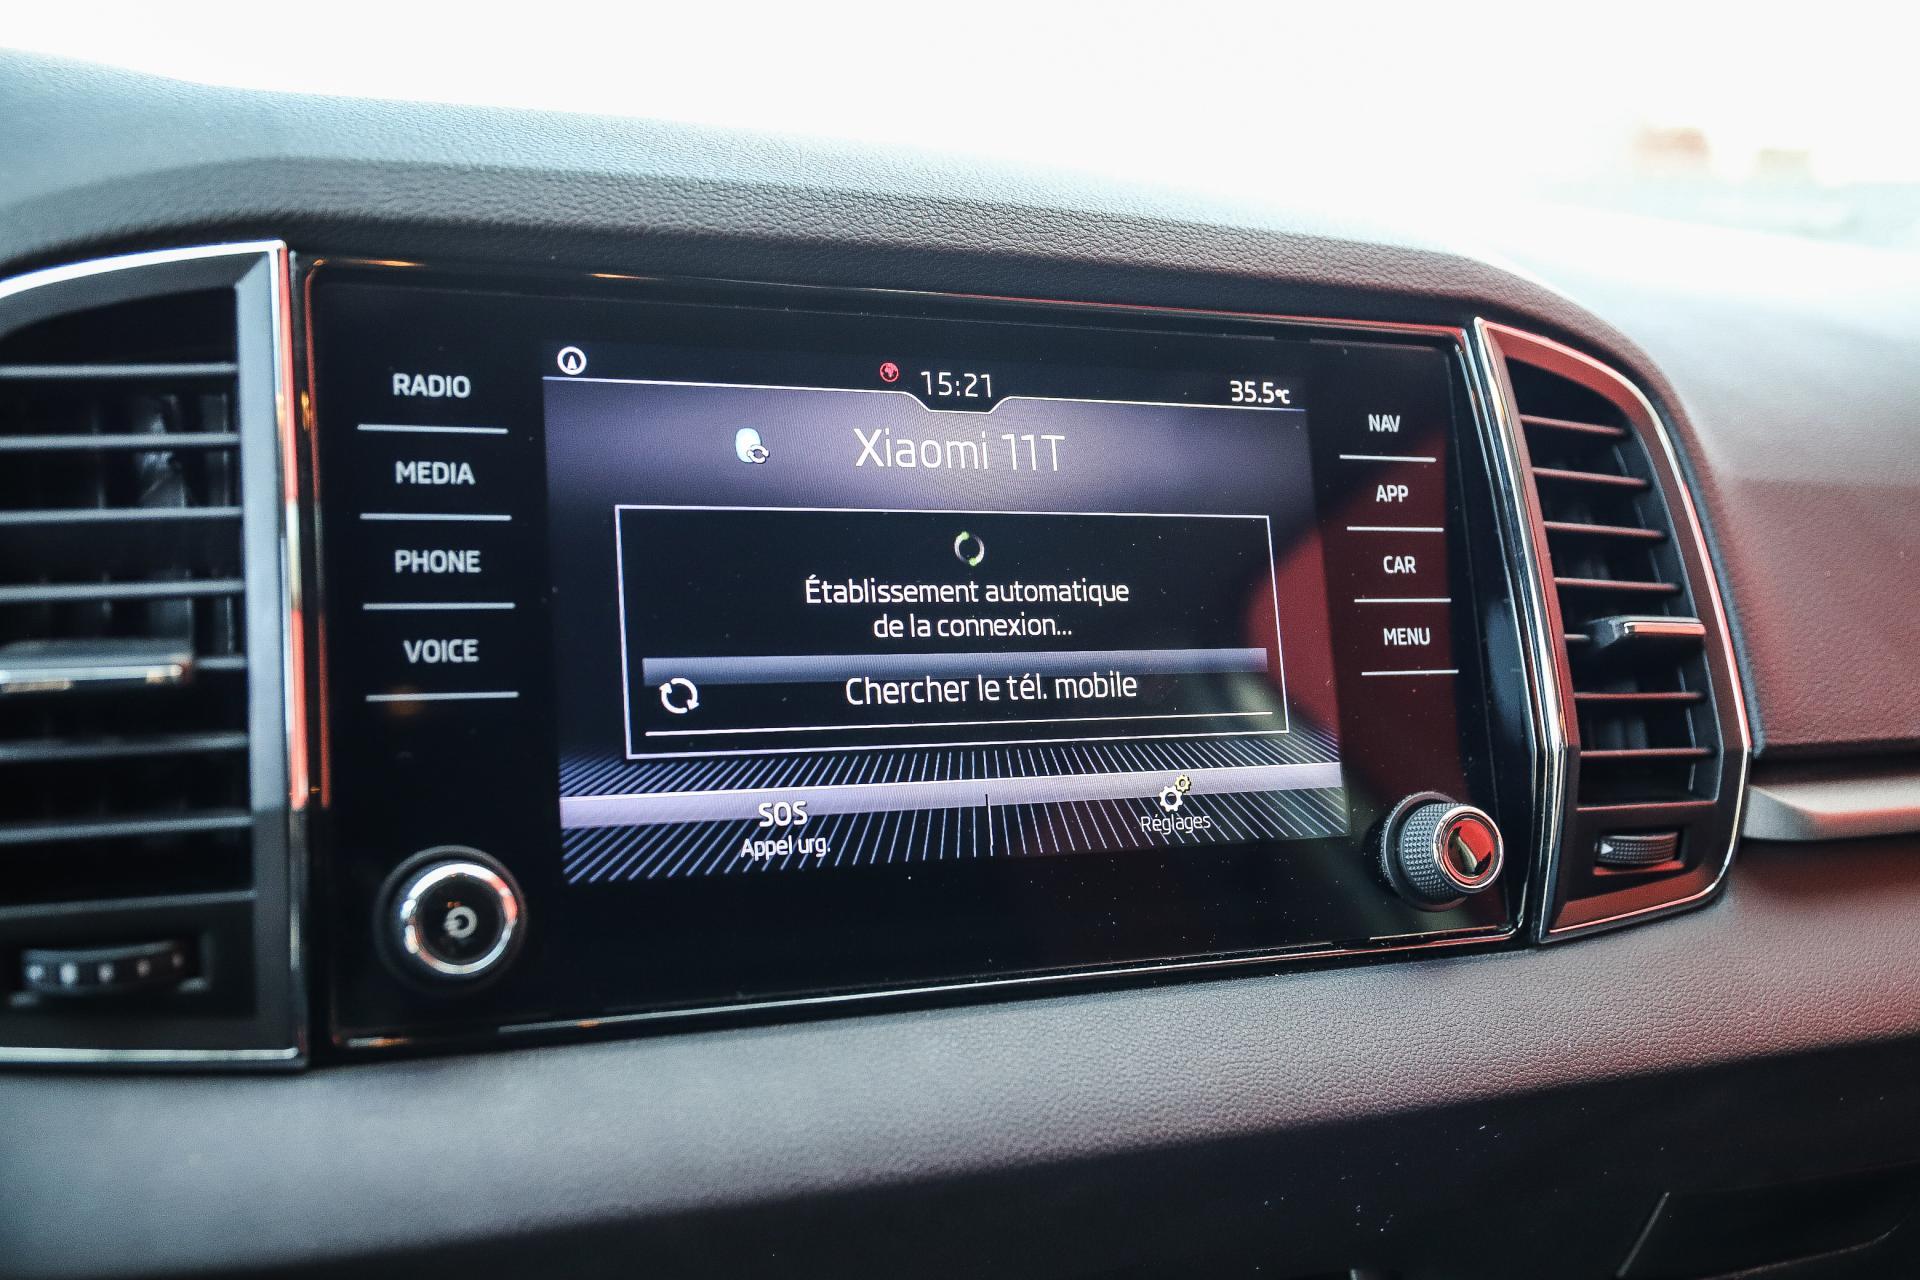 RADIO
MEDIA
PHONE
VOICE
15:21
35.5°C
Xiaomi 11T
Établissement automatique
de la connexion...
Chercher le tél. mobile
SOS
Appel urg.
Réglages
NAV
APP
CAR
MENU